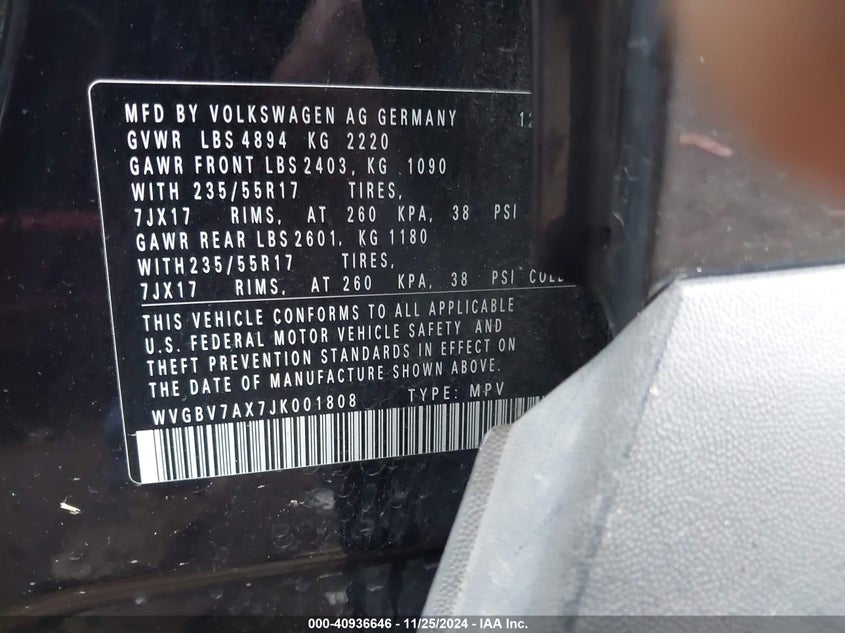 MFD BY VOLKSWAGEN AG GERMANY 12
GVWR LBS 4894 KG 2220
GAWR FRONT LBS 2403, KG 1090
WITH 235/55R17 TIRES,
7JX17 RIMS, AT 260 KPA, 38 PSI
GAWR REAR LBS 2601, KG 1180
WITH 235/55R17 TIRES,
7JX17 RIMS, AT 260 KPA, 38 PSI
THIS VEHICLE CONFORMS TO ALL APPLICABLE
U.S. FEDERAL MOTOR VEHICLE SAFETY AND
THEFT PREVENTION STANDARDS IN EFFECT ON
THE DATE OF MANUFACTURE SHOWN ABOVE.
WVGBV7AX7JK001808 TYPE: MPV
000-40936646 - 11/25/2024 - IAA Inc.